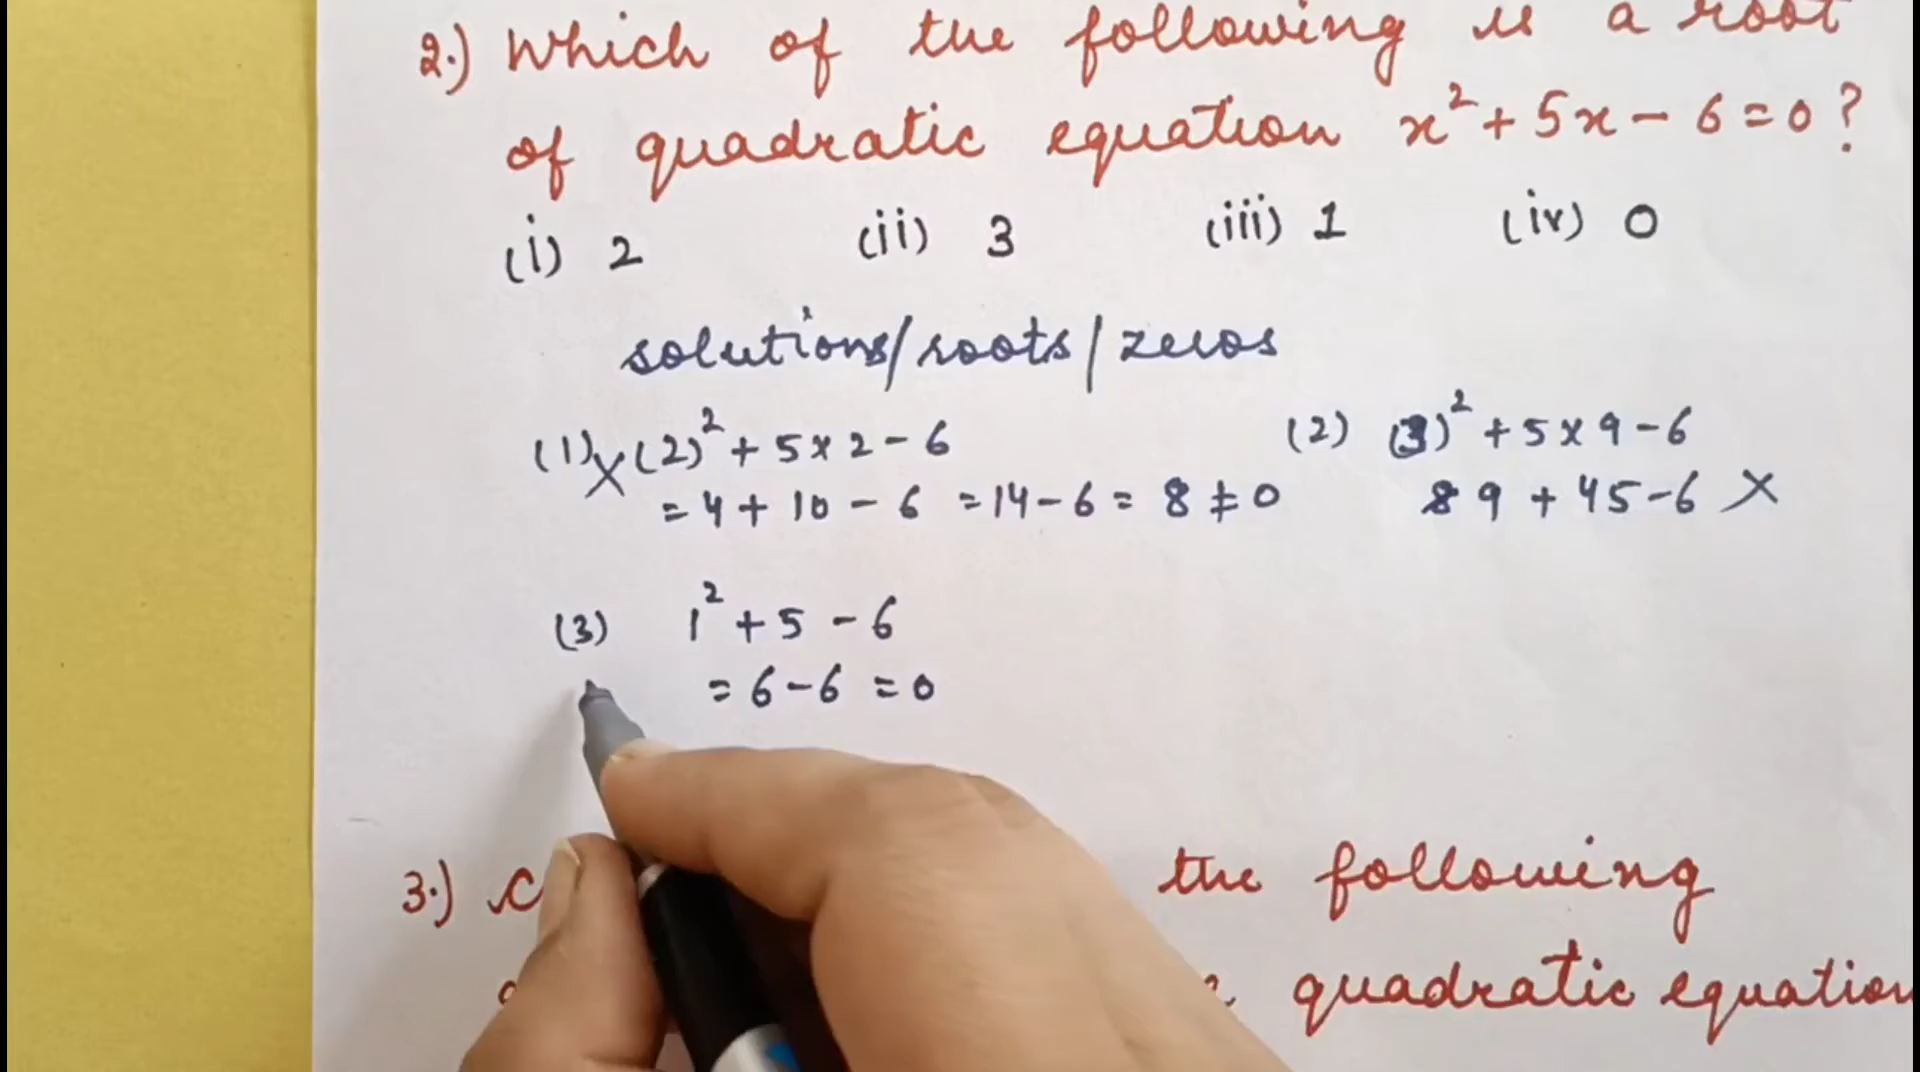 2.) Which of the following is a root
of quadratic equation x² + 5x - 6 = 0 ?
(i) 2 (ii) 3 (iii) 1 (iv) 0
solutions/roots/zeros
(1) X (2)² + 5 x 2 - 6 (2) (3)² + 5 x 9 - 6
= 4 + 10 - 6 = 14 - 6 = 8 ≠ 0 9 + 45 - 6 X
(3) 1² + 5 - 6
= 6 - 6 = 0
3.) the following
quadratic equation